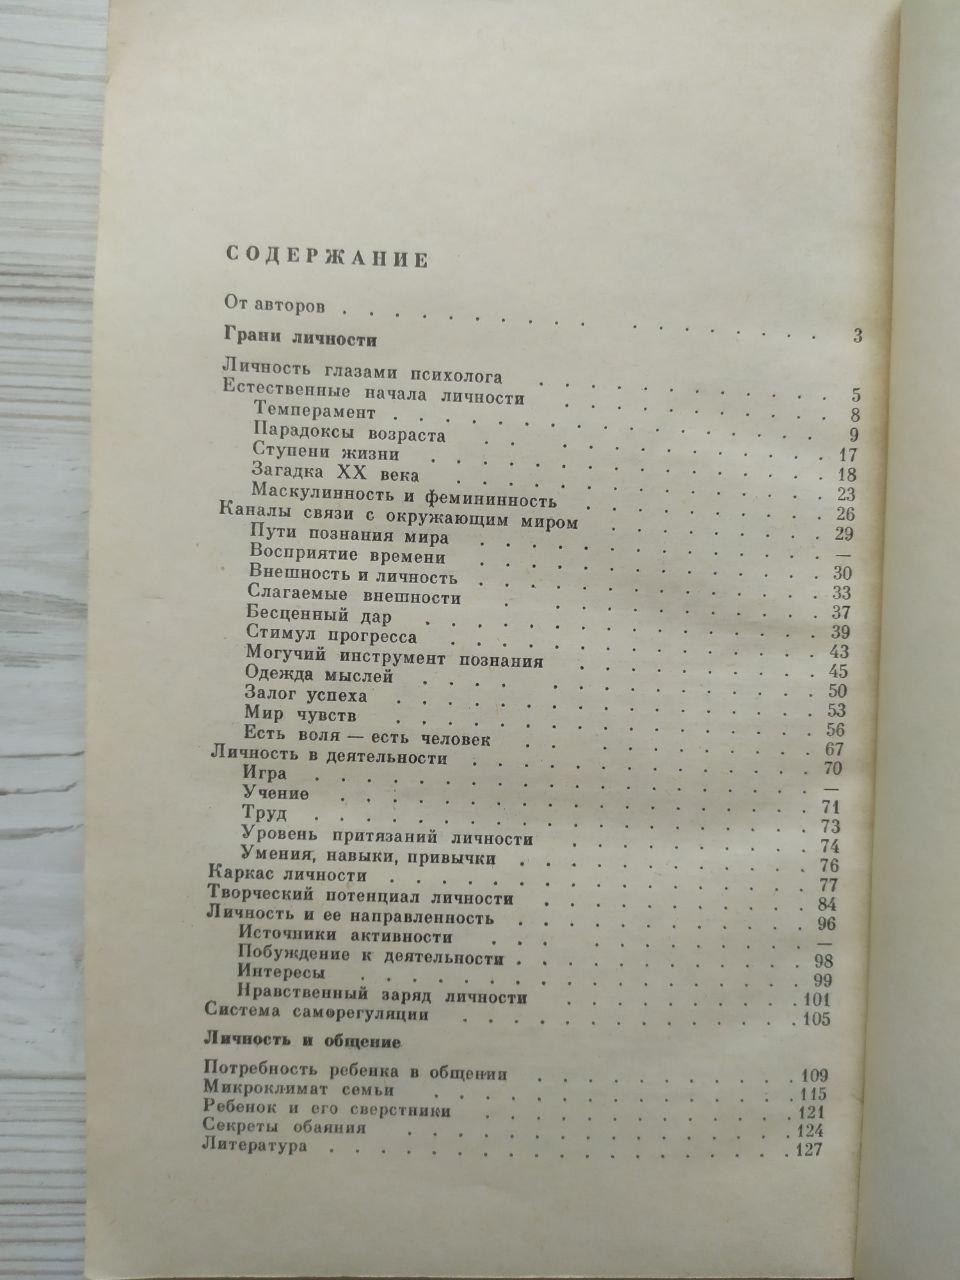 СОДЕРЖАНИЕ
От авторов . . . . . . . . . . . . . . . . . . 3
Грани личности
Личность глазами психолога . . . . . . . . . . . 5
Естественные начала личности . . . . . . . . . . 8
Темперамент . . . . . . . . . . . . . . . . 9
Парадоксы возраста . . . . . . . . . . . . . 17
Ступени жизни . . . . . . . . . . . . . . . 18
Загадка XX века . . . . . . . . . . . . . . 23
Маскулинность и фемининность . . . . . . . . . 26
Каналы связи с окружающим миром . . . . . . . . 29
Пути познания мира . . . . . . . . . . . . . —
Восприятие времени . . . . . . . . . . . . . 30
Внешность и личность . . . . . . . . . . . . 33
Слагаемые внешности . . . . . . . . . . . . 37
Бесценный дар . . . . . . . . . . . . . . . 39
Стимул прогресса . . . . . . . . . . . . . . 43
Могучий инструмент познания . . . . . . . . . 45
Одежда мыслей . . . . . . . . . . . . . . . 50
Залог успеха . . . . . . . . . . . . . . . . 53
Мир чувств . . . . . . . . . . . . . . . . 56
Есть воля — есть человек . . . . . . . . . . . 67
Личность в деятельности . . . . . . . . . . . . 70
Игра . . . . . . . . . . . . . . . . . . . —
Учение . . . . . . . . . . . . . . . . . . 71
Труд . . . . . . . . . . . . . . . . . . . 73
Уровень притязаний личности . . . . . . . . . 74
Умения, навыки, привычки . . . . . . . . . . . 76
Каркас личности . . . . . . . . . . . . . . . 77
Творческий потенциал личности . . . . . . . . . 84
Личность и ее направленность . . . . . . . . . . 96
Источники активности . . . . . . . . . . . . —
Побуждение к деятельности . . . . . . . . . . 98
Интересы . . . . . . . . . . . . . . . . . 99
Нравственный заряд личности . . . . . . . . . 101
Система саморегуляции . . . . . . . . . . . . . 105
Личность и общение
Потребность ребенка в общении . . . . . . . . . . 109
Микроклимат семьи . . . . . . . . . . . . . . 115
Ребенок и его сверстники . . . . . . . . . . . . 121
Секреты обаяния . . . . . . . . . . . . . . . 124
Литература . . . . . . . . . . . . . . . . . . 127